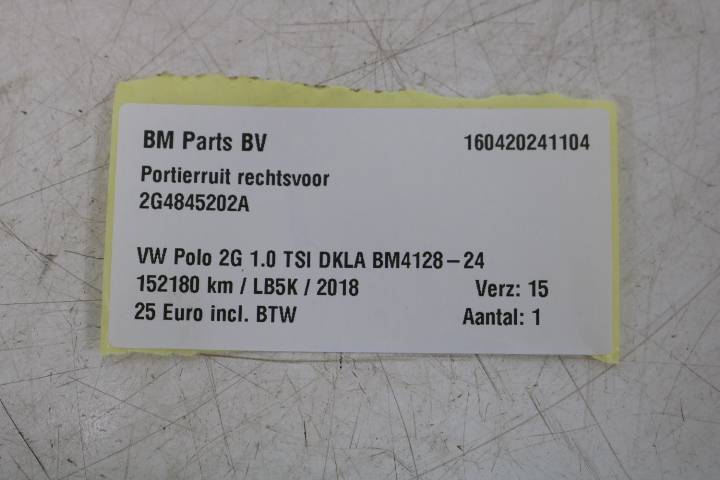 BM Parts BV 160420241104
Portierruit rechtsvoor
2G4845202A
VW Polo 2G 1.0 TSI DKLA BM4128-24
152180 km / LB5K / 2018 Verz: 15
25 Euro incl. BTW Aantal: 1